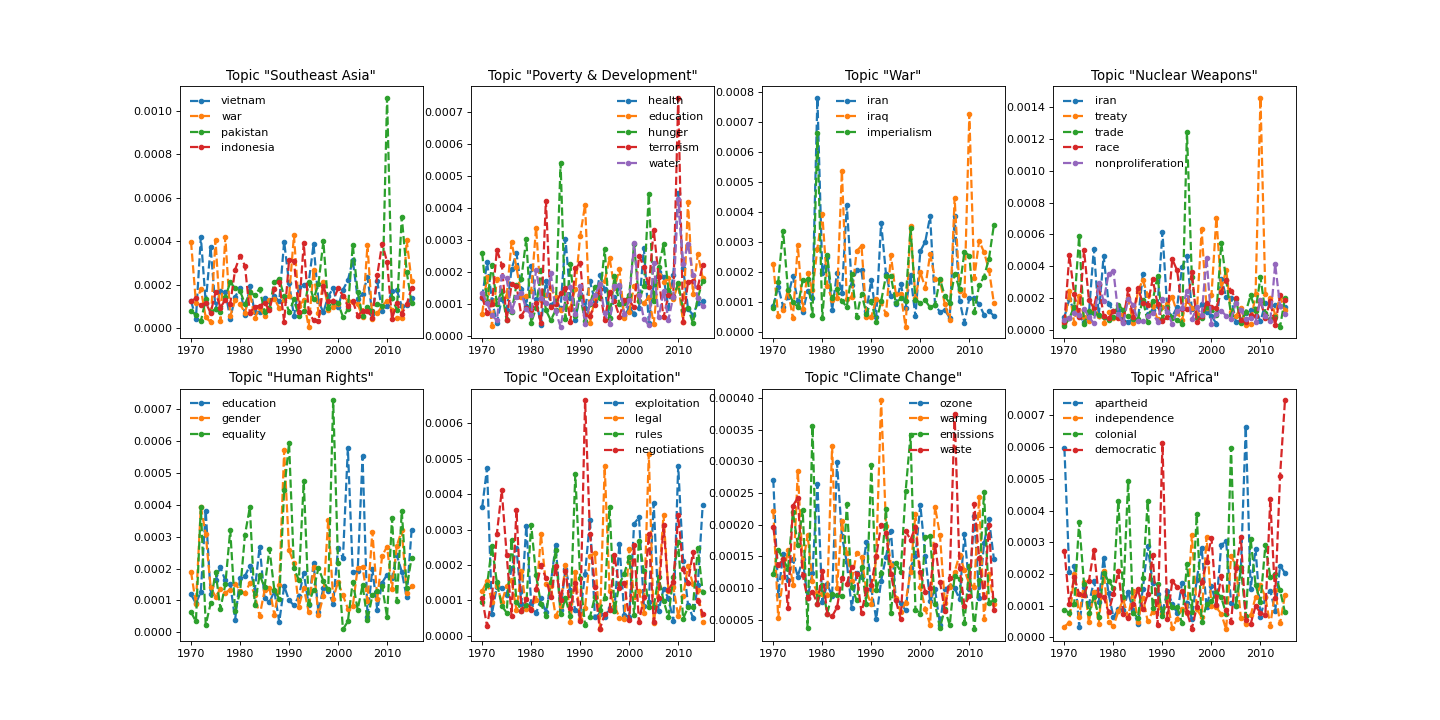 Topic "Southeast Asia"
vietnam
war
pakistan
indonesia
0.0010
0.0008
0.0006
0.0004
0.0002
0.0000
1970 1980 1990 2000 2010
Topic "Poverty & Development"
health
education
hunger
terrorism
water
0.0007
0.0006
0.0005
0.0004
0.0003
0.0002
0.0001
0.0000
1970 1980 1990 2000 2010
Topic "War"
iran
iraq
imperialism
0.0008
0.0007
0.0006
0.0005
0.0004
0.0003
0.0002
0.0001
0.0000
1970 1980 1990 2000 2010
Topic "Nuclear Weapons"
iran
treaty
trade
race
nonproliferation
0.0014
0.0012
0.0010
0.0008
0.0006
0.0004
0.0002
0.0000
1970 1980 1990 2000 2010
Topic "Human Rights"
education
gender
equality
0.0007
0.0006
0.0005
0.0004
0.0003
0.0002
0.0001
0.0000
1970 1980 1990 2000 2010
Topic "Ocean Exploitation"
exploitation
legal
rules
negotiations
0.0006
0.0005
0.0004
0.0003
0.0002
0.0001
0.0000
1970 1980 1990 2000 2010
Topic "Climate Change"
ozone
warming
emissions
waste
0.00040
0.00035
0.00030
0.00025
0.00020
0.00015
0.00010
0.00005
1970 1980 1990 2000 2010
Topic "Africa"
apartheid
independence
colonial
democratic
0.0007
0.0006
0.0005
0.0004
0.0003
0.0002
0.0001
0.0000
1970 1980 1990 2000 2010